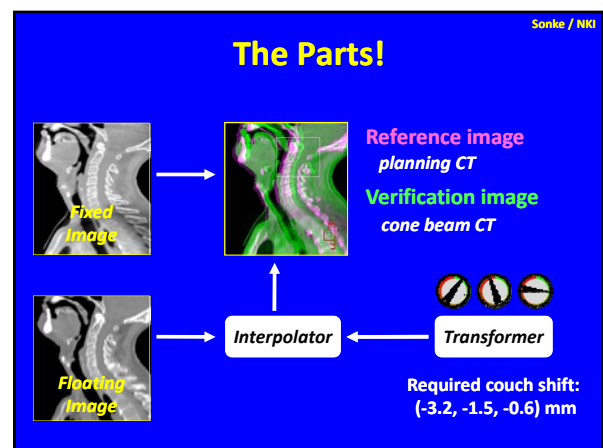 Sonke / NKI
The Parts!
Fixed
Image
Reference image
planning CT
Verification image
cone beam CT
Floating
Image
Interpolator
Transformer
Required couch shift:
(-3.2, -1.5, -0.6) mm